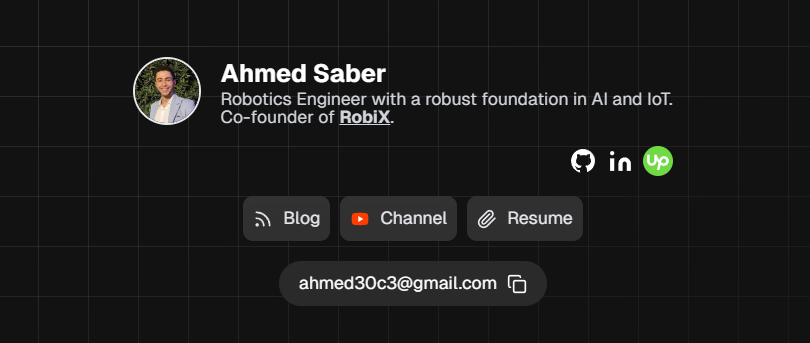 Ahmed Saber
Robotics Engineer with a robust foundation in AI and IoT.
Co-founder of RobiX.
in up
Blog Channel Resume
ahmed30c3@gmail.com